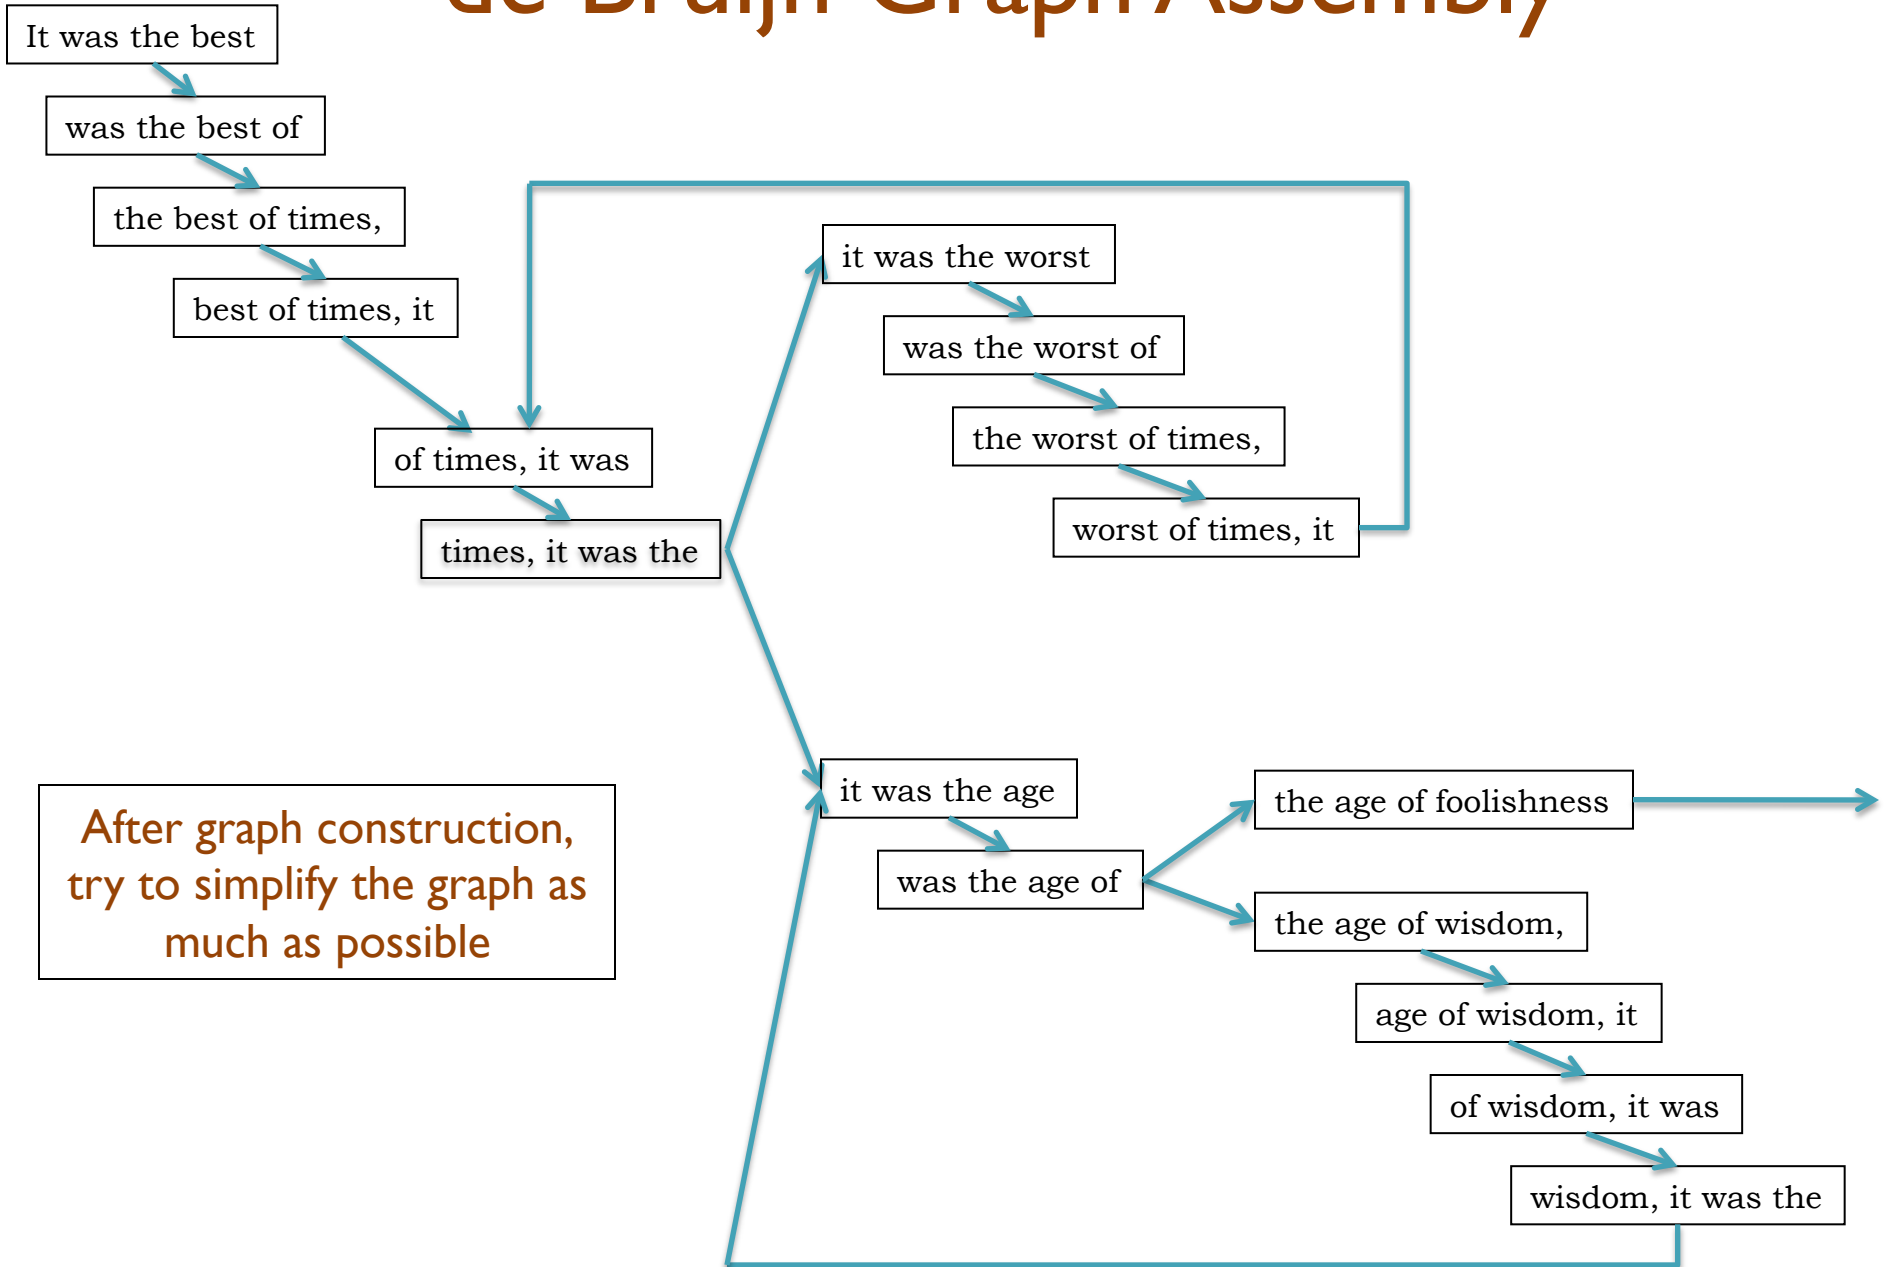 de Bruijn Graph Assembly
It was the best
was the best of
the best of times,
best of times, it
of times, it was
times, it was the
it was the worst
was the worst of
the worst of times,
worst of times, it
it was the age
was the age of
the age of foolishness
the age of wisdom,
age of wisdom, it
of wisdom, it was
wisdom, it was the
After graph construction,
try to simplify the graph as
much as possible